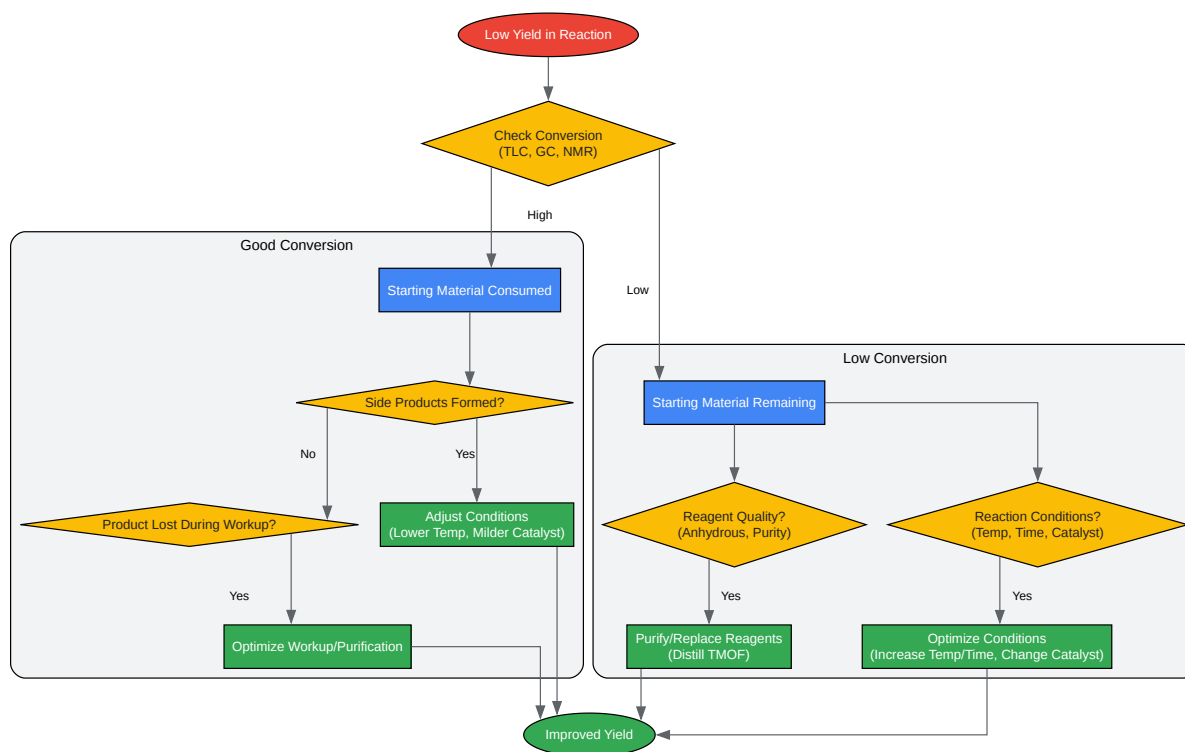 Low Yield in Reaction
Check Conversion
(TLC, GC, NMR)
High
Low
Good Conversion
Starting Material Consumed
Side Products Formed?
No
Yes
Product Lost During Workup?
Adjust Conditions
(Lower Temp, Milder Catalyst)
Yes
Optimize Workup/Purification
Low Conversion
Starting Material Remaining
Reagent Quality?
(Anhydrous, Purity)
Reaction Conditions?
(Temp, Time, Catalyst)
Yes
Yes
Purify/Replace Reagents
(Distill TMOF)
Optimize Conditions
(Increase Temp/Time, Change Catalyst)
Improved Yield